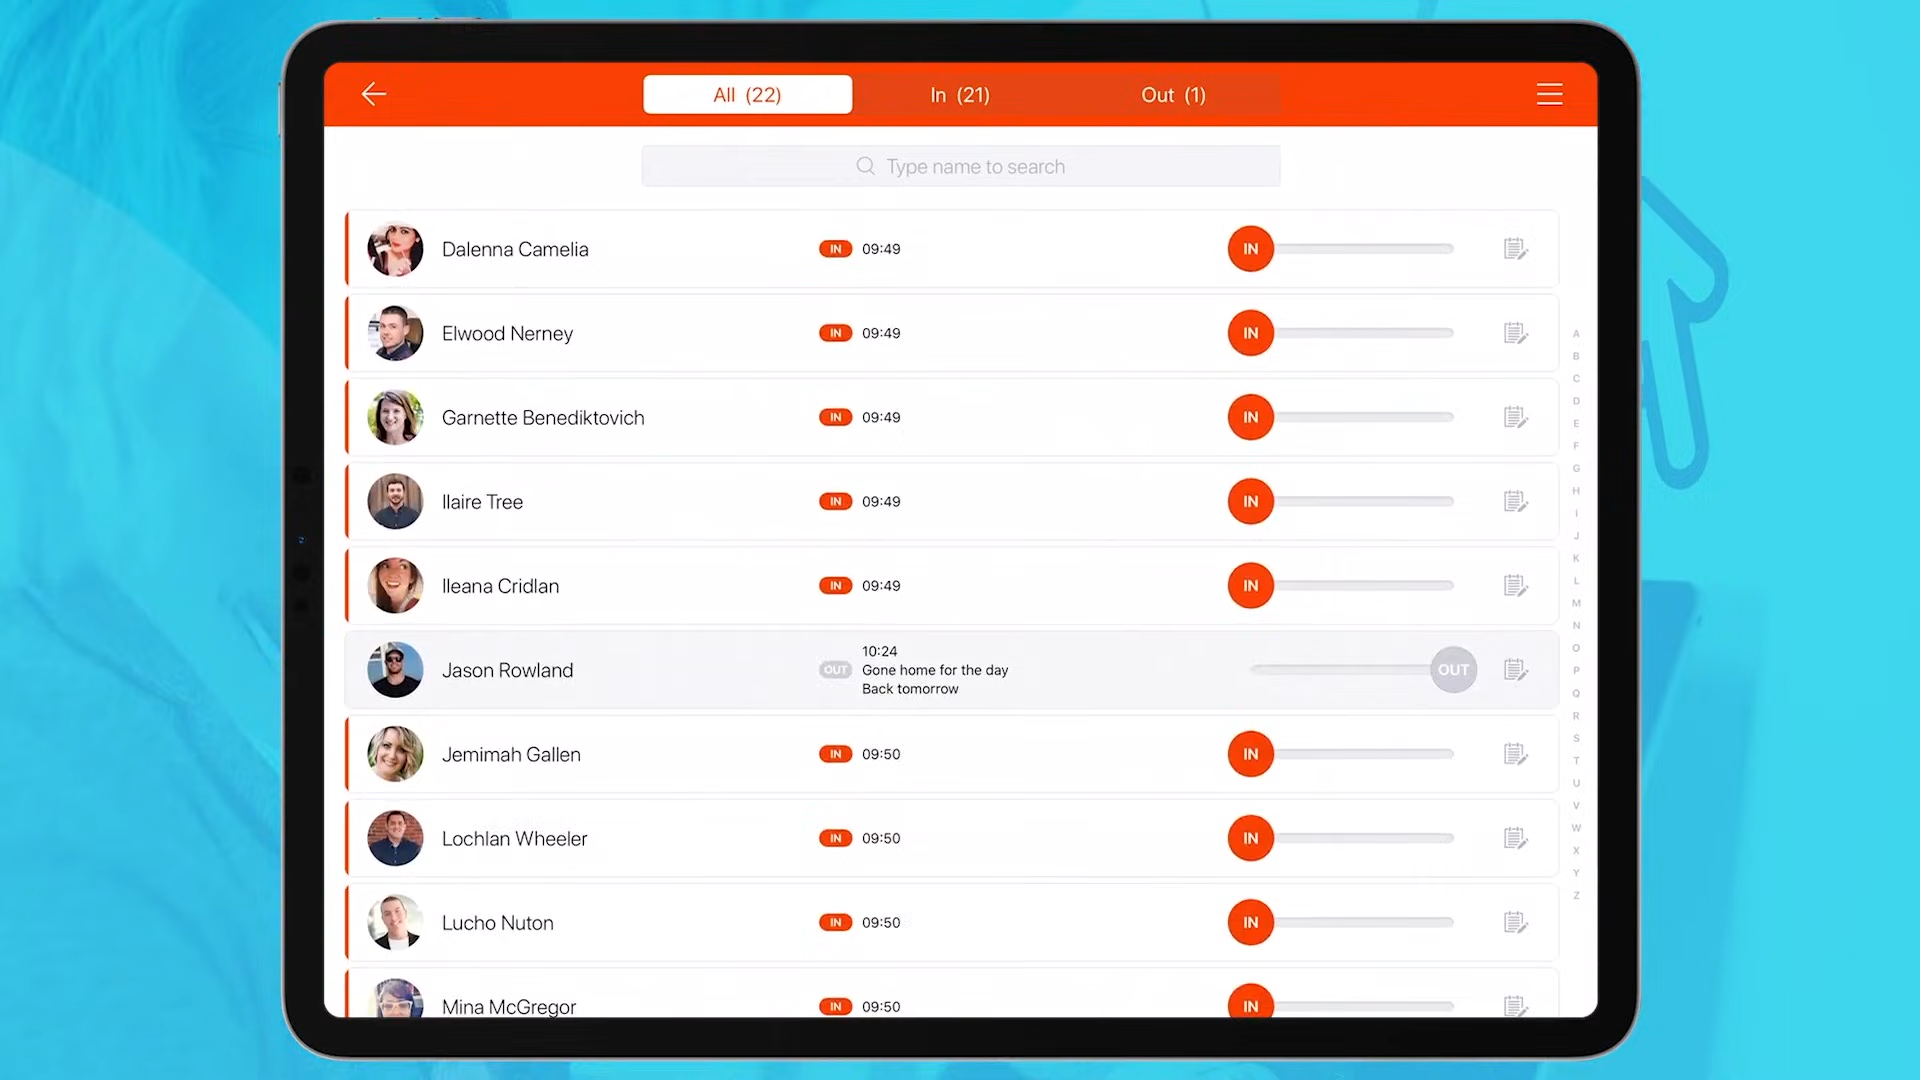 All (22) In (21) Out (1)
Type name to search
Dalenna Camelia IN 09:49 IN
Elwood Nerney IN 09:49 IN
Garnette Benediktovich IN 09:49 IN
Ilaire Tree IN 09:49 IN
Ileana Cridlan IN 09:49 IN
10:24
Jason Rowland OUT Gone home for the day OUT
Back tomorrow
Jemimah Gallen IN 09:50 IN
Lochlan Wheeler IN 09:50 IN
Lucho Nuton IN 09:50 IN
Mina McGregor IN 09:50 IN
A
B
C
D
E
F
G
H
I
J
K
L
M
N
O
P
Q
R
S
T
U
V
W
X
Y
Z